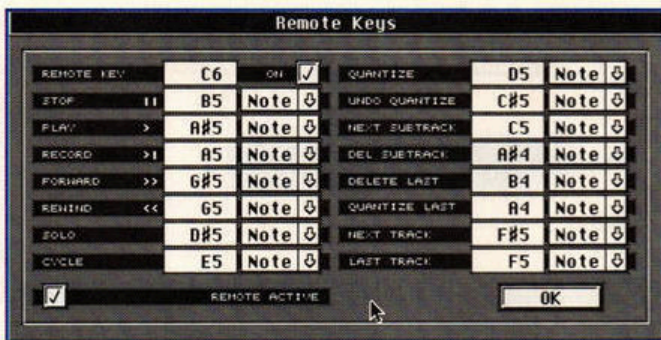 Remote Keys
REMOTE KEY C6 ON
STOP II B5 Note
PLAY > A#5 Note
RECORD >I A5 Note
FORWARD >> G#5 Note
REWIND << G5 Note
SOLO D#5 Note
CYCLE E5 Note
REMOTE ACTIVE
QUANTIZE D5 Note
UNDO QUANTIZE C#5 Note
NEXT SUBTRACK C5 Note
DEL SUBTRACK A#4 Note
DELETE LAST B4 Note
QUANTIZE LAST A4 Note
NEXT TRACK F#5 Note
LAST TRACK F5 Note
OK